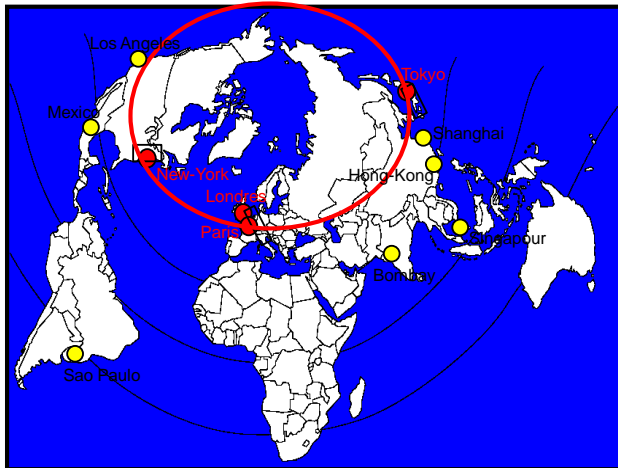 Los Angeles
Tokyo
Mexico
Shanghai
New-York
Hong-Kong
Londres
Paris
Singapour
Bombay
Sao Paulo